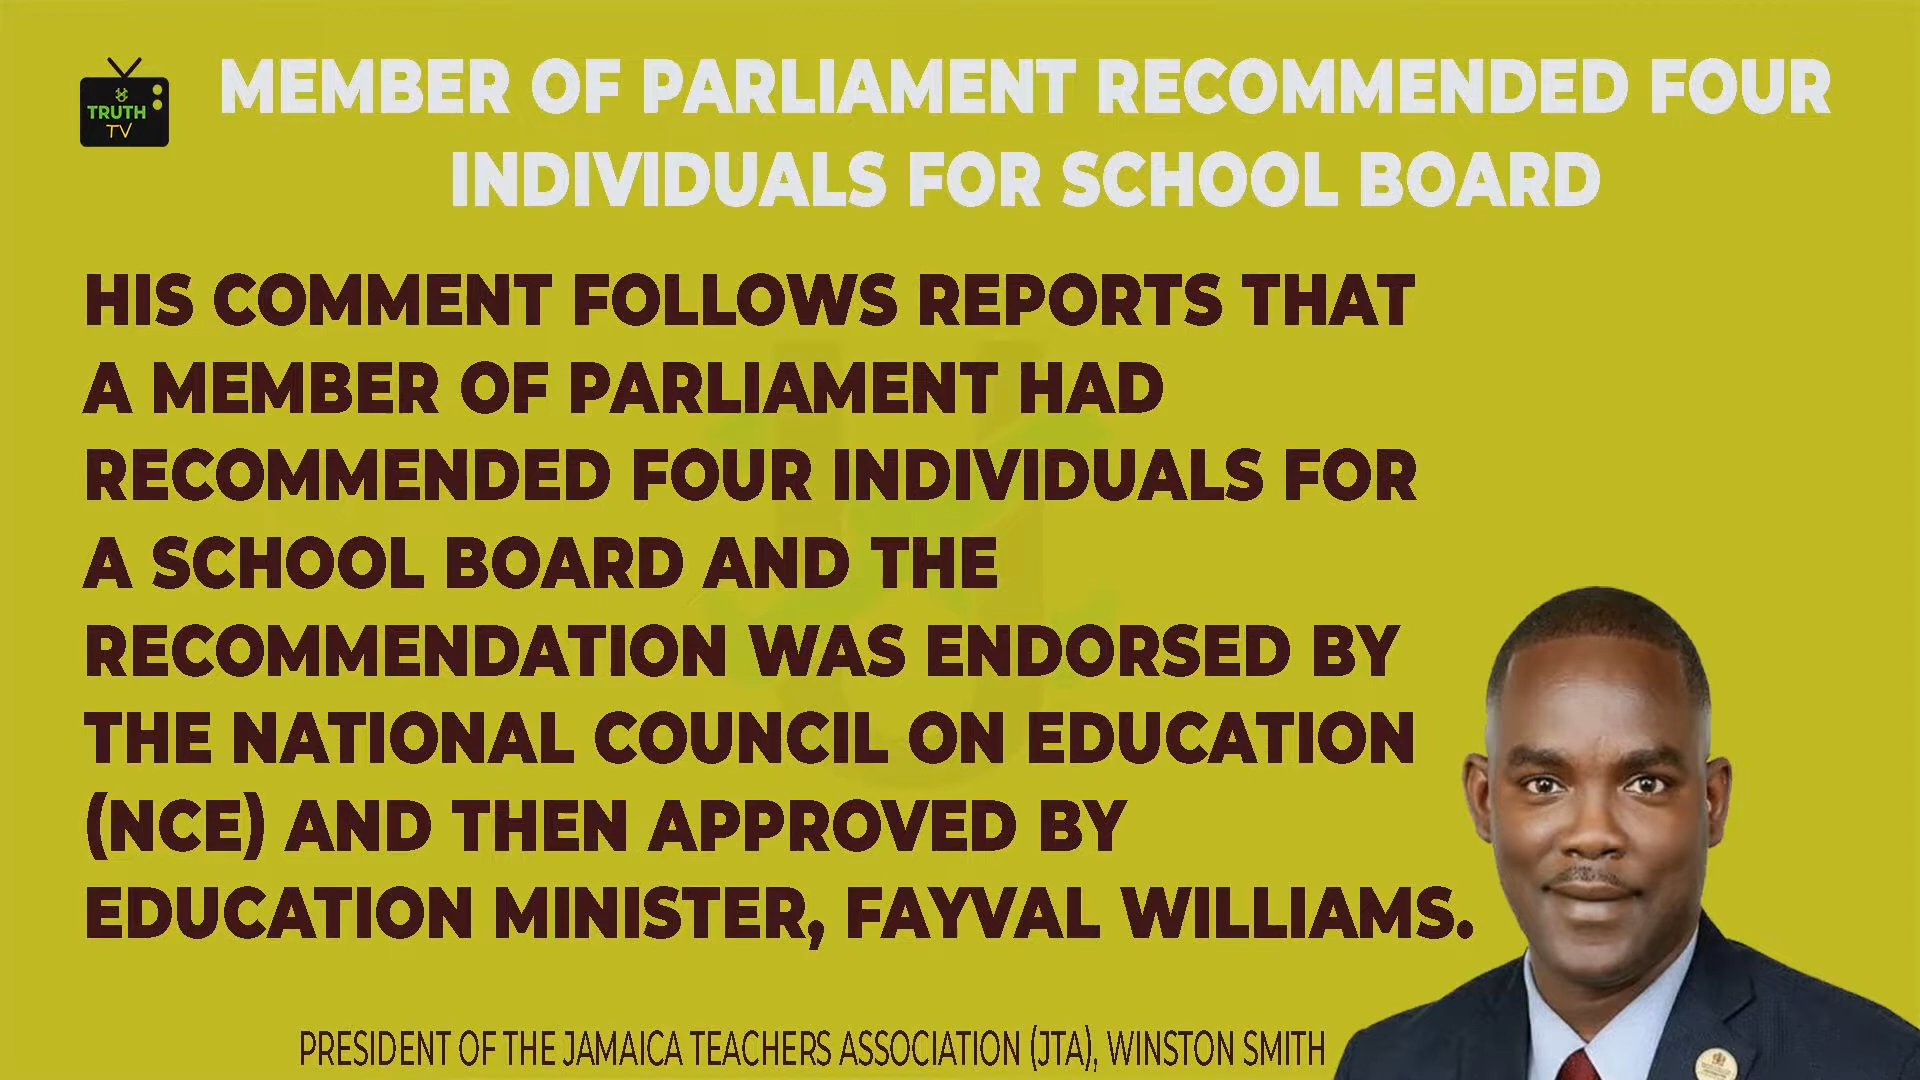 TRUTH
TV
MEMBER OF PARLIAMENT RECOMMENDED FOUR
INDIVIDUALS FOR SCHOOL BOARD
HIS COMMENT FOLLOWS REPORTS THAT
A MEMBER OF PARLIAMENT HAD
RECOMMENDED FOUR INDIVIDUALS FOR
A SCHOOL BOARD AND THE
RECOMMENDATION WAS ENDORSED BY
THE NATIONAL COUNCIL ON EDUCATION
(NCE) AND THEN APPROVED BY
EDUCATION MINISTER, FAYVAL WILLIAMS.
PRESIDENT OF THE JAMAICA TEACHERS ASSOCIATION (JTA), WINSTON SMITH